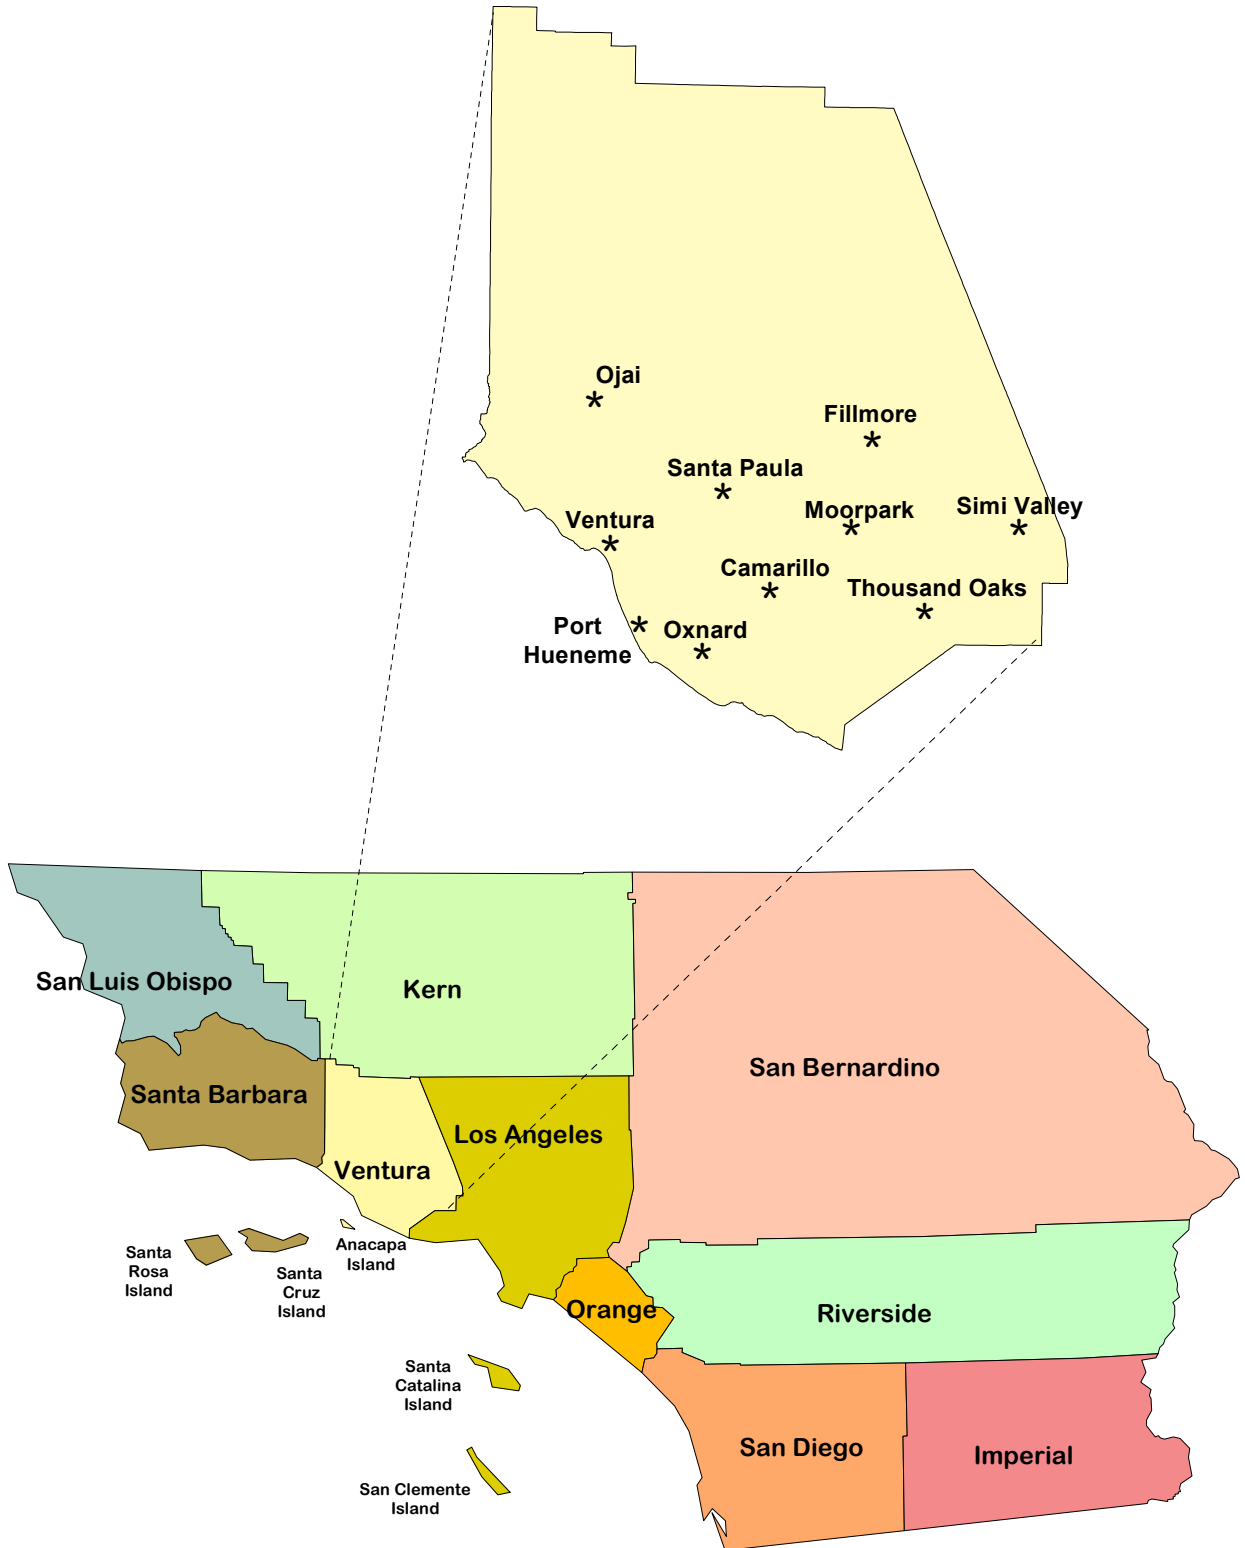 Ojai
Fillmore
Santa Paula
Simi Valley
Moorpark
Ventura
Camarillo
Thousand Oaks
Port
Hueneme
Oxnard
San Luis Obispo
Kern
San Bernardino
Santa Barbara
Los Angeles
Ventura
Anacapa
Island
Santa
Rosa
Island
Santa
Cruz
Island
Orange
Riverside
Santa
Catalina
Island
San Diego
Imperial
San Clemente
Island